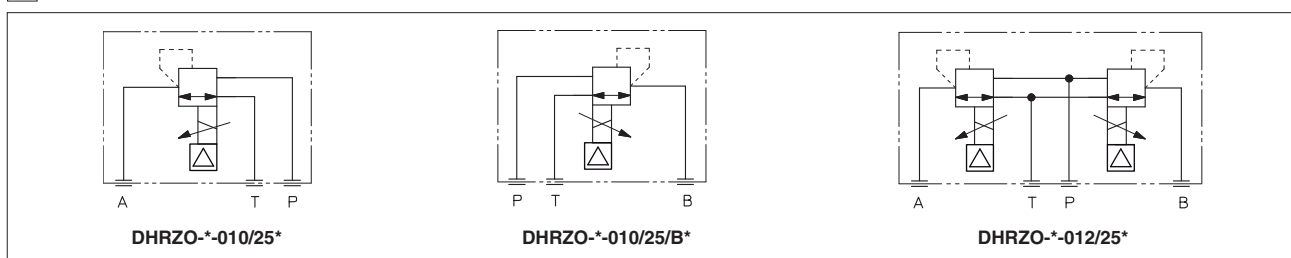 A T P
P T B
A T P B
DHRZO-*-010/25*
DHRZO-*-010/25/B*
DHRZO-*-012/25*